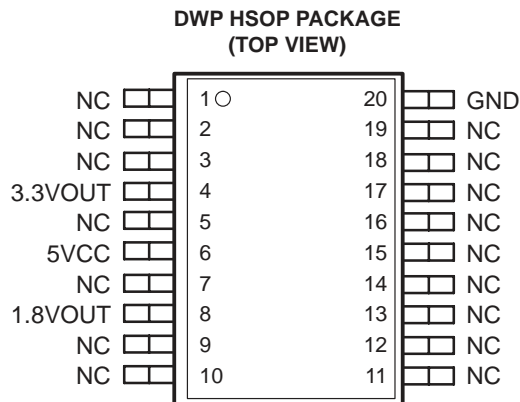 DWP HSOP PACKAGE
(TOP VIEW)
NC 1 20 GND
NC 2 19 NC
NC 3 18 NC
3.3VOUT 4 17 NC
NC 5 16 NC
5VCC 6 15 NC
NC 7 14 NC
1.8VOUT 8 13 NC
NC 9 12 NC
NC 10 11 NC